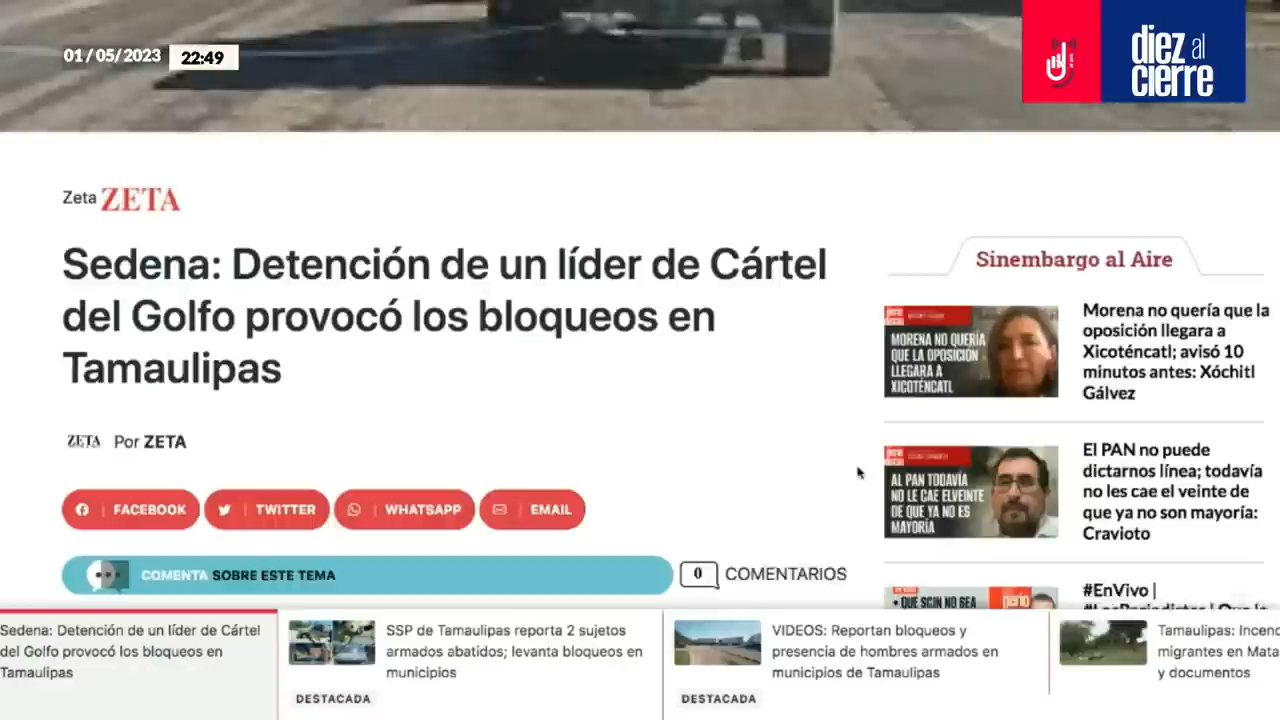 01/05/2023 22:49
diez al
cierre
Zeta ZETA
Sedena: Detención de un líder de Cártel
del Golfo provocó los bloqueos en
Tamaulipas
ZETA Por ZETA
FACEBOOK
TWITTER
WHATSAPP
EMAIL
COMENTA SOBRE ESTE TEMA
0 COMENTARIOS
Sinembargo al Aire
MORENA NO QUERÍA
QUE LA OPOSICIÓN
LLEGARA A
XICOTÉNCATL
Morena no quería que la
oposición llegara a
Xicoténcatl; avisó 10
minutos antes: Xóchitl
Gálvez
AL PAN TODAVÍA
NO LE CAE ELVEINTE
DE QUE YA NO ES
MAYORÍA
El PAN no puede
dictarnos línea; todavía
no les cae el veinte de
que ya no son mayoría:
Cravioto
• QUE SCJN NO SEA
#EnVivo |
Sedena: Detención de un líder de Cártel
del Golfo provocó los bloqueos en
Tamaulipas
SSP de Tamaulipas reporta 2 sujetos
armados abatidos; levanta bloqueos en
municipios
DESTACADA
VIDEOS: Reportan bloqueos y
presencia de hombres armados en
municipios de Tamaulipas
DESTACADA
Tamaulipas: Incend
migrantes en Mata
y documentos